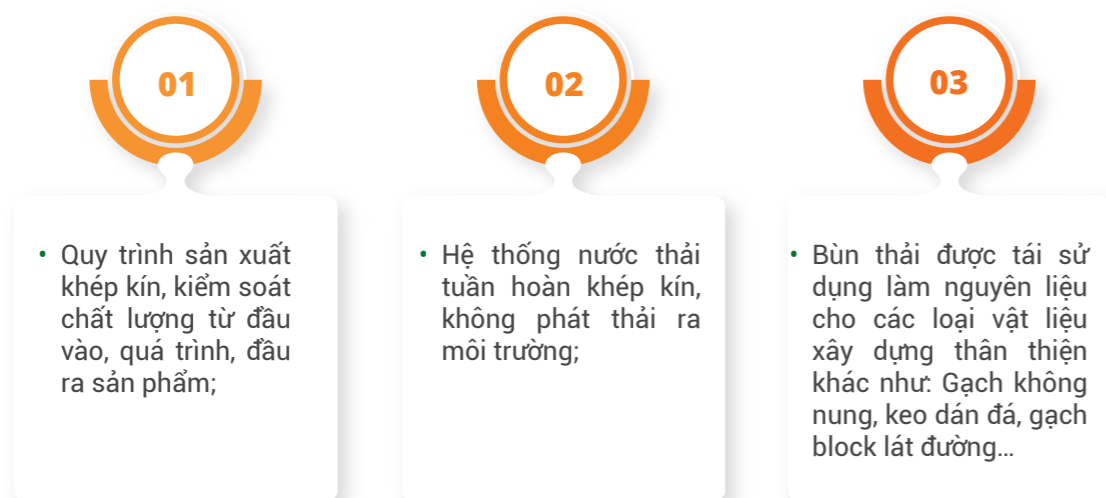 01
• Quy trình sản xuất
khép kín, kiểm soát
chất lượng từ đầu
vào, quá trình, đầu
ra sản phẩm;
02
• Hệ thống nước thải
tuần hoàn khép kín,
không phát thải ra
môi trường;
03
• Bùn thải được tái sử
dụng làm nguyên liệu
cho các loại vật liệu
xây dựng thân thiện
khác như: Gạch không
nung, keo dán đá, gạch
block lát đường...